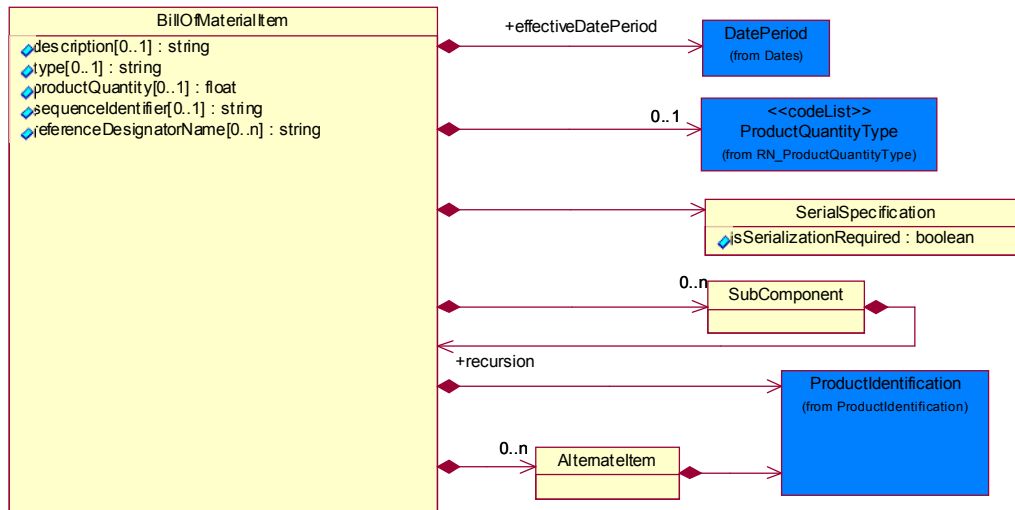 BillOfMaterialItem
description[0..1] : string
type[0..1] : string
productQuantity[0..1] : float
sequenceIdentifier[0..1] : string
referenceDesignatorName[0..n] : string
+effectiveDatePeriod
DatePeriod
(from Dates)
0..1
<<codeList>>
ProductQuantityType
(from RN_ProductQuantityType)
SerialSpecification
isSerializationRequired : boolean
0..n
SubComponent
+recursion
ProductIdentification
(from ProductIdentification)
0..n
AlternateItem